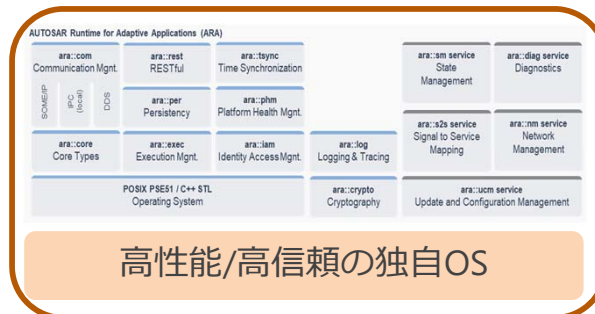 AUTOSAR Runtime for Adaptive Applications (ARA)
ara::com
Communication Mgnt.
SOME/IP
IPC
(local)
DDS
ara::rest
RESTful
ara::tsync
Time Synchronization
ara::per
Persistency
ara::phm
Platform Health Mgnt.
ara::core
Core Types
ara::exec
Execution Mgnt.
ara::iam
Identity Access Mgnt.
ara::log
Logging & Tracing
POSIX PSE51 / C++ STL
Operating System
ara::crypto
Cryptography
ara::sm service
State
Management
ara::diag service
Diagnostics
ara::s2s service
Signal to Service
Mapping
ara::nm service
Network
Management
ara::ucm service
Update and Configuration Management
高性能/高信頼の独自OS